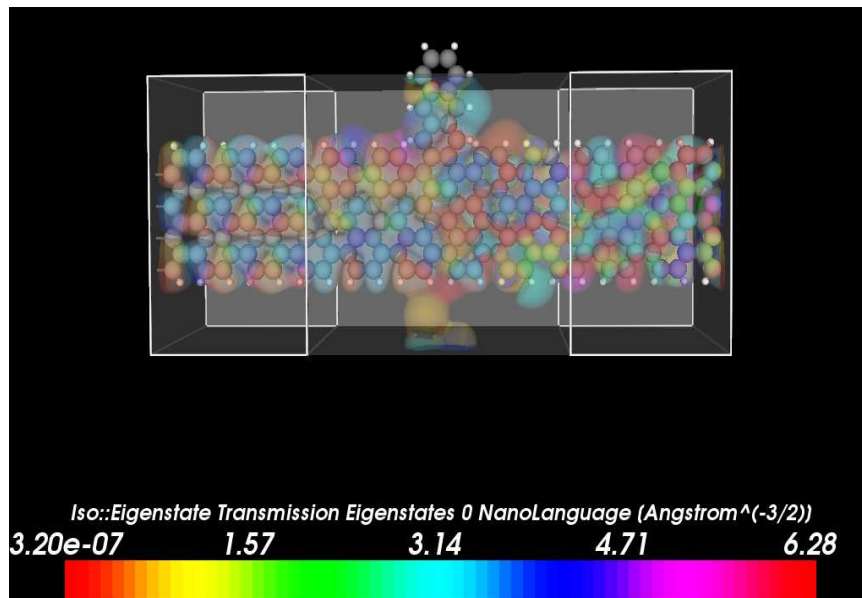 Iso::Eigenstate Transmission Eigenstates 0 NanoLanguage (Angstrom^(-3/2))
3.20e-07 1.57 3.14 4.71 6.28